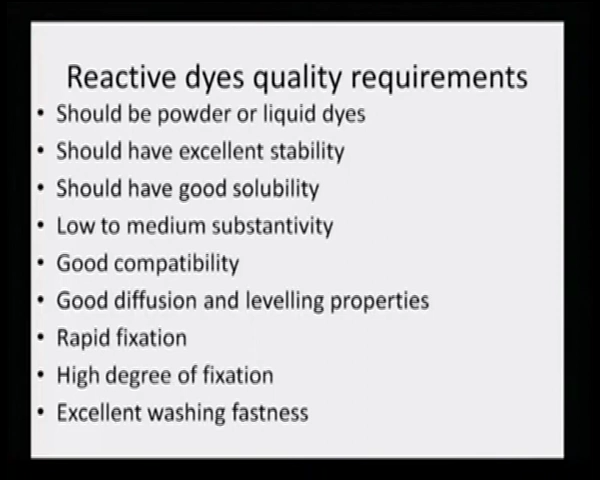 Reactive dyes quality requirements
• Should be powder or liquid dyes
• Should have excellent stability
• Should have good solubility
• Low to medium substantivity
• Good compatibility
• Good diffusion and levelling properties
• Rapid fixation
• High degree of fixation
• Excellent washing fastness